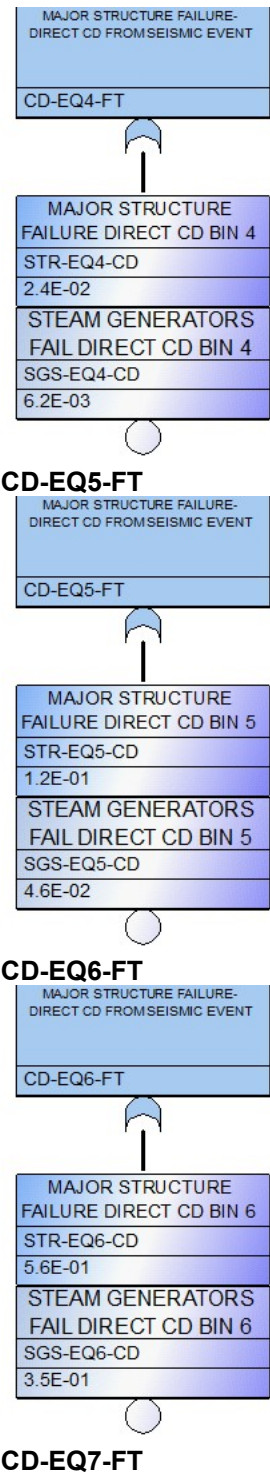 MAJOR STRUCTURE FAILURE-
DIRECT CD FROM SEISMIC EVENT
CD-EQ4-FT
MAJOR STRUCTURE
FAILURE DIRECT CD BIN 4
STR-EQ4-CD
2.4E-02
STEAM GENERATORS
FAIL DIRECT CD BIN 4
SGS-EQ4-CD
6.2E-03
CD-EQ5-FT
MAJOR STRUCTURE FAILURE-
DIRECT CD FROM SEISMIC EVENT
CD-EQ5-FT
MAJOR STRUCTURE
FAILURE DIRECT CD BIN 5
STR-EQ5-CD
1.2E-01
STEAM GENERATORS
FAIL DIRECT CD BIN 5
SGS-EQ5-CD
4.6E-02
CD-EQ6-FT
MAJOR STRUCTURE FAILURE-
DIRECT CD FROM SEISMIC EVENT
CD-EQ6-FT
MAJOR STRUCTURE
FAILURE DIRECT CD BIN 6
STR-EQ6-CD
5.6E-01
STEAM GENERATORS
FAIL DIRECT CD BIN 6
SGS-EQ6-CD
3.5E-01
CD-EQ7-FT